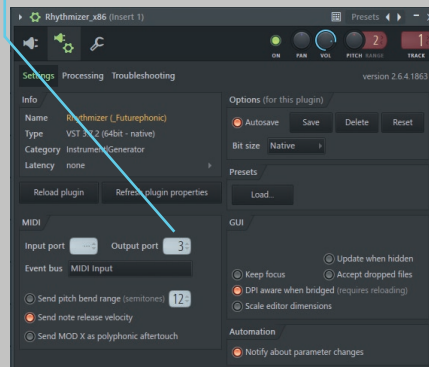 Rhythmizer_x86 (Insert 1)
Presets
ON PAN VOL PITCH RANGE 2 TRACK 1
Settings Processing Troubleshooting
version 2.6.4.1863
Info
Name Rhythmizer (_Futurephonic)
Type VST 3.7.2 (64bit - native)
Category Instrument|Generator
Latency none
Reload plugin Refresh plugin properties
Options (for this plugin)
Autosave Save Delete Reset
Bit size Native
Presets
Load...
MIDI
Input port -- Output port 3
Event bus MIDI Input
Send pitch bend range (semitones) 12
Send note release velocity
Send MOD X as polyphonic aftertouch
GUI
Update when hidden
Keep focus Accept dropped files
DPI aware when bridged (requires reloading)
Scale editor dimensions
Automation
Notify about parameter changes